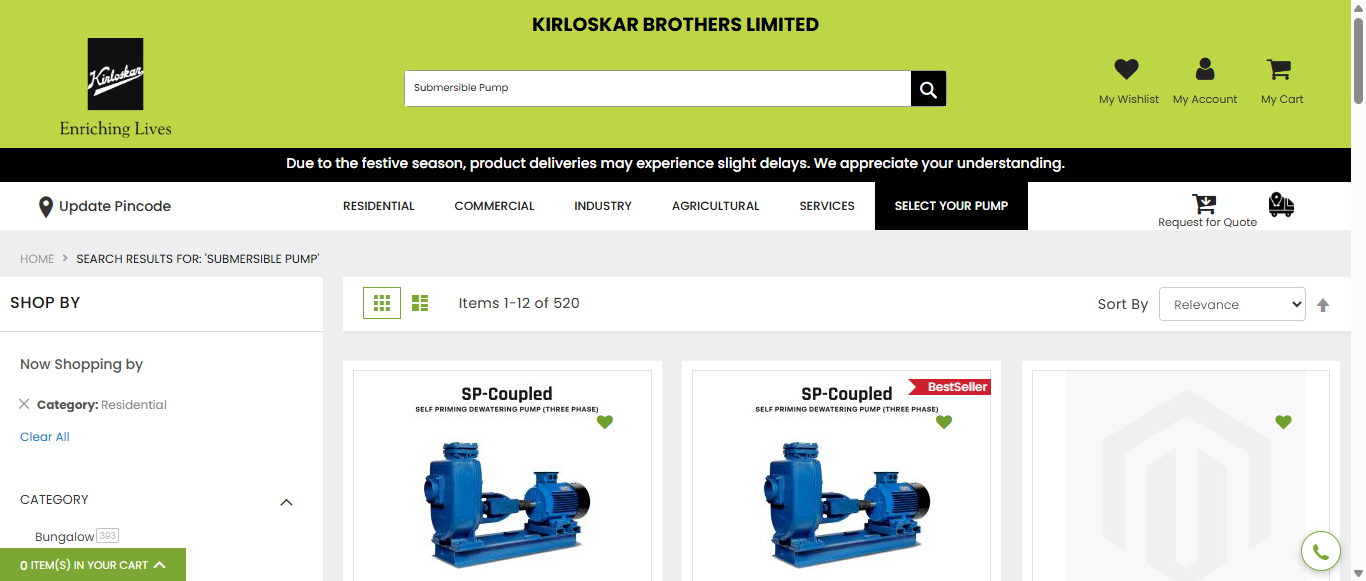 KIRLOSKAR BROTHERS LIMITED
Kirloskar
Enriching Lives
Submersible Pump
My Wishlist
My Account
My Cart
Due to the festive season, product deliveries may experience slight delays. We appreciate your understanding.
Update Pincode
RESIDENTIAL
COMMERCIAL
INDUSTRY
AGRICULTURAL
SERVICES
SELECT YOUR PUMP
Request for Quote
HOME > SEARCH RESULTS FOR: 'SUBMERSIBLE PUMP'
SHOP BY
Items 1-12 of 520
Sort By
Relevance
Now Shopping by
Category: Residential
Clear All
CATEGORY
Bungalow 393
0 ITEM(S) IN YOUR CART
SP-Coupled
SELF PRIMING DEWATERING PUMP (THREE PHASE)
BestSeller
SP-Coupled
SELF PRIMING DEWATERING PUMP (THREE PHASE)